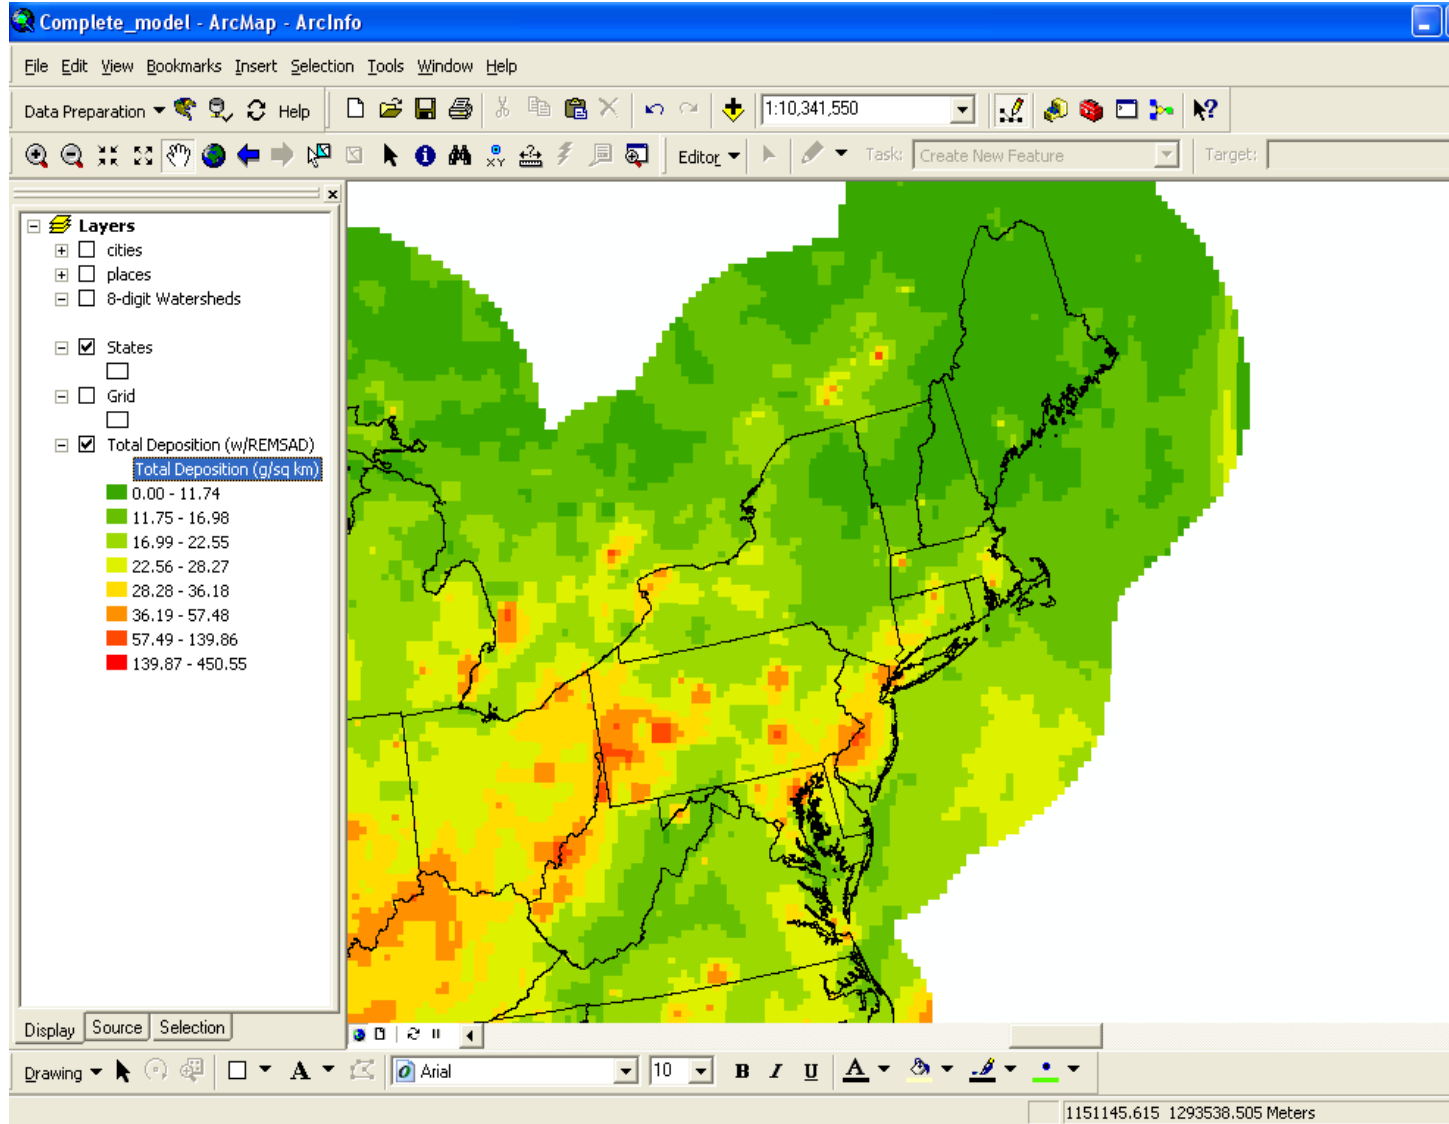 Complete_model - ArcMap - ArcInfo
File Edit View Bookmarks Insert Selection Tools Window Help
Data Preparation Help 1:10,341,550
Editor Task: Create New Feature Target:
Layers
cities
places
8-digit Watersheds
States
Grid
Total Deposition (w/REMSAD)
Total Deposition (g/sq km)
0.00 - 11.74
11.75 - 16.98
16.99 - 22.55
22.56 - 28.27
28.28 - 36.18
36.19 - 57.48
57.49 - 139.86
139.87 - 450.55
Display Source Selection
Drawing A Arial 10 B I U A
1151145.615 1293538.505 Meters